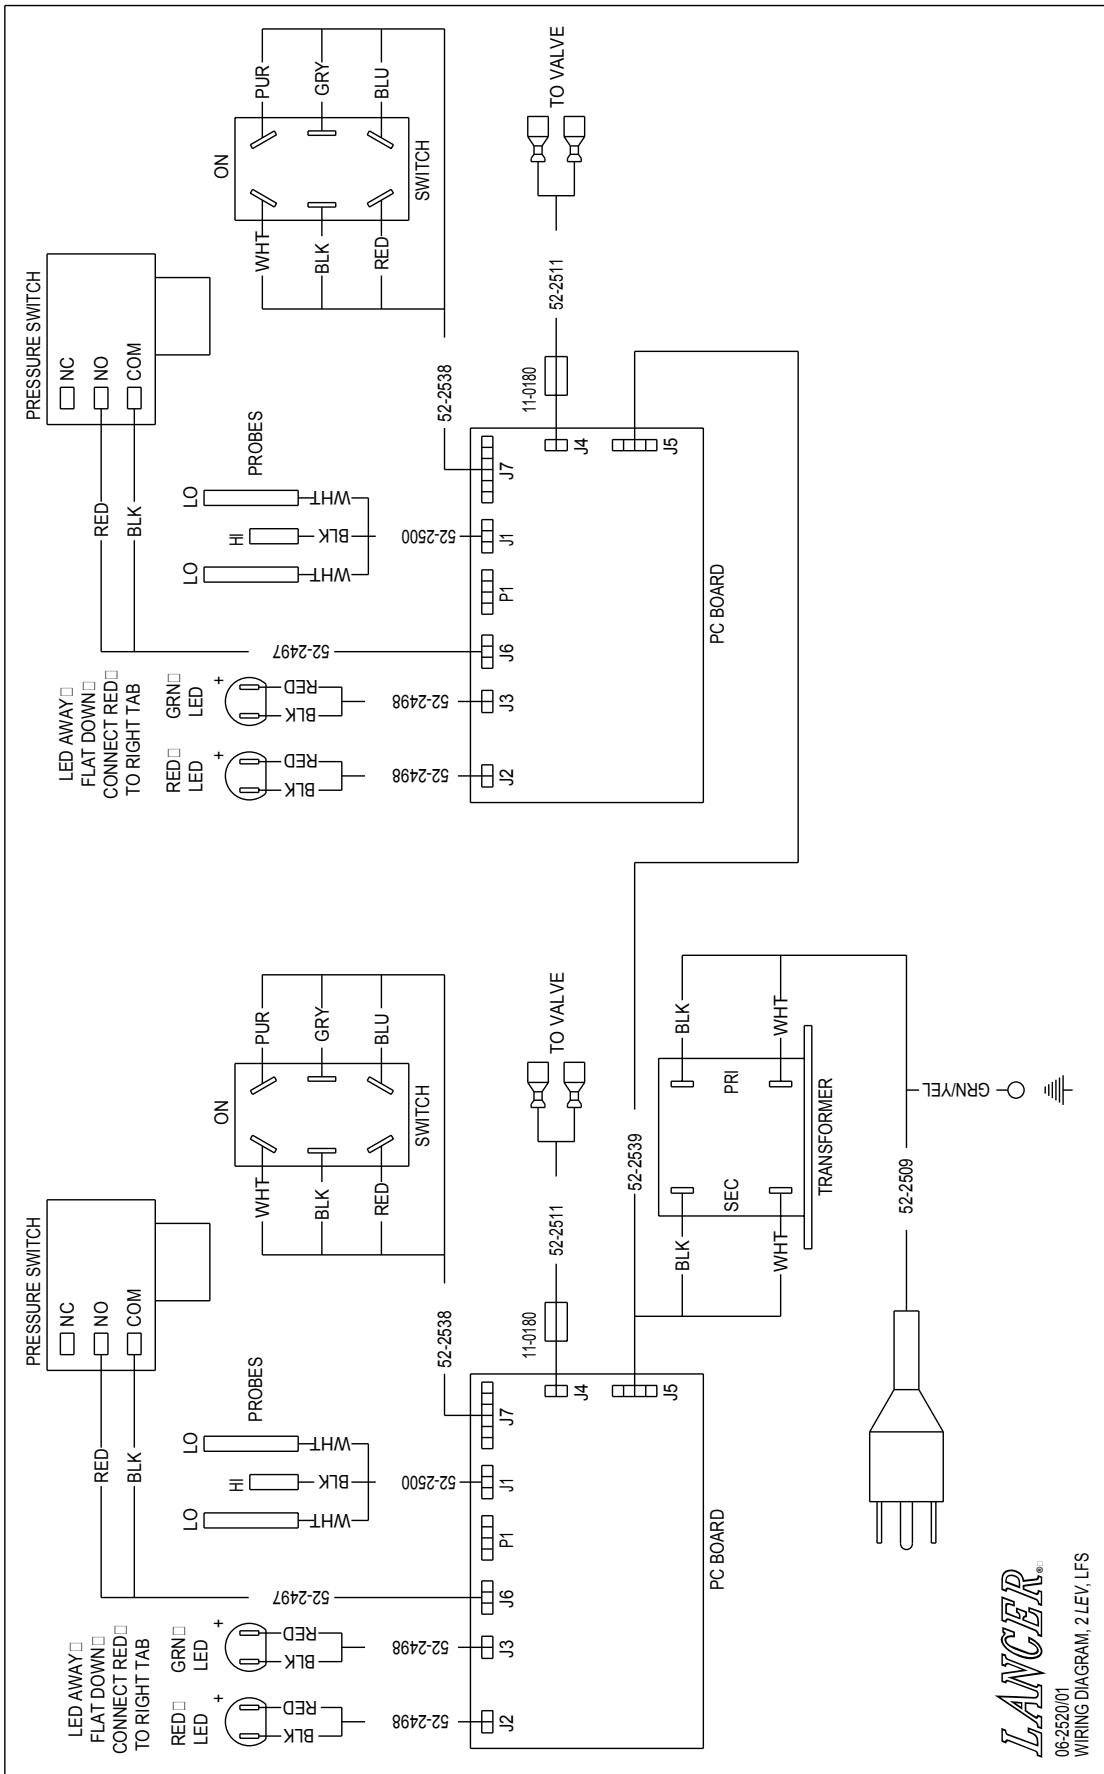 PRESSURE SWITCH
NC
NO
COM
RED
BLK
LED AWAY
FLAT DOWN
CONNECT RED
TO RIGHT TAB
RED
LED
GRN
LED
+
+
BLK
RED
BLK
RED
LO
HI
LO
PROBES
WHT
BLK
WHT
ON
SWITCH
WHT
BLK
RED
PUR
GRY
BLU
52-2498
52-2498
52-2497
52-2500
52-2538
J2
J3
J6
P1
J1
J7
J4
J5
PC BOARD
11-0180
52-2511
TO VALVE
PRESSURE SWITCH
NC
NO
COM
RED
BLK
LED AWAY
FLAT DOWN
CONNECT RED
TO RIGHT TAB
RED
LED
GRN
LED
+
+
BLK
RED
BLK
RED
LO
HI
LO
PROBES
WHT
BLK
WHT
ON
SWITCH
WHT
BLK
RED
PUR
GRY
BLU
52-2498
52-2498
52-2497
52-2500
52-2538
J2
J3
J6
P1
J1
J7
J4
J5
PC BOARD
11-0180
52-2511
TO VALVE
52-2539
BLK
WHT
SEC
PRI
BLK
WHT
TRANSFORMER
52-2509
GRN/YEL
LANCER®
06-2520/01
WIRING DIAGRAM, 2 LEV, LFS